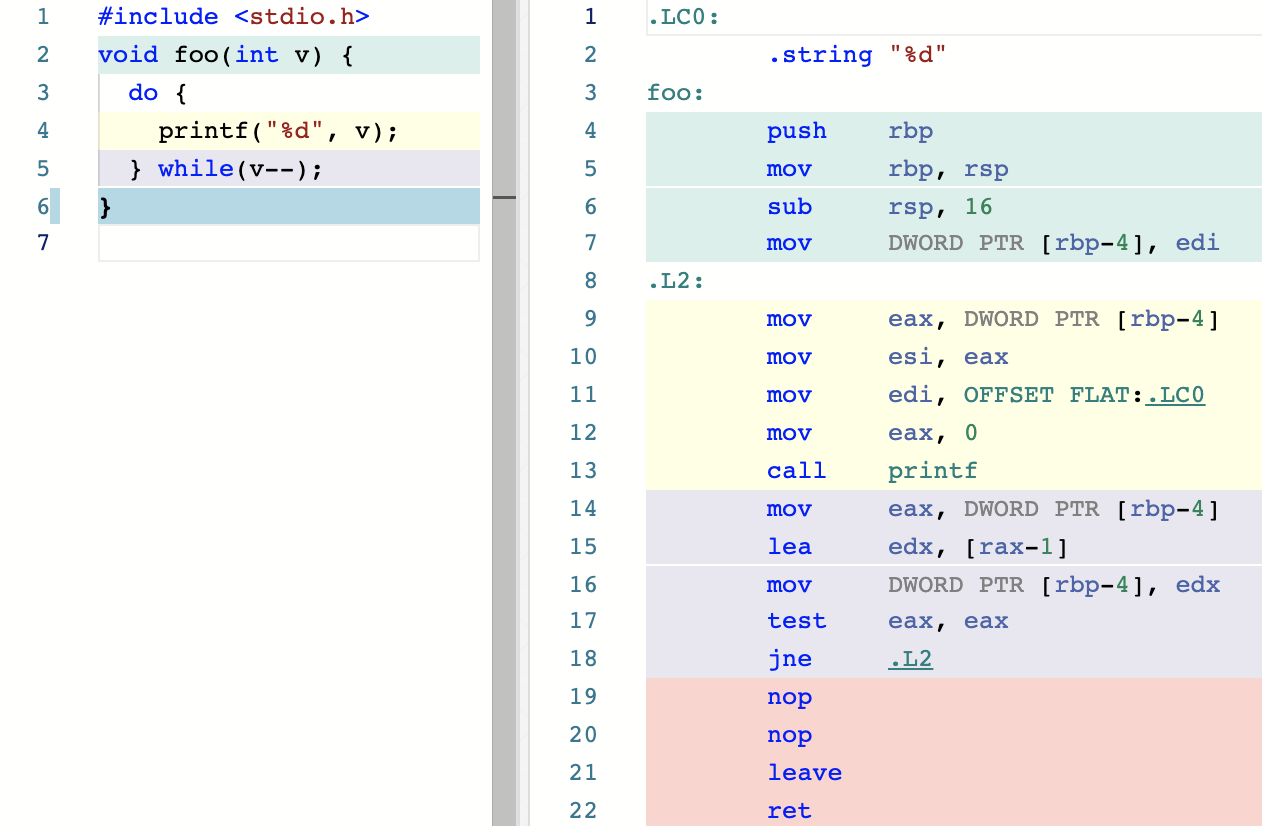 1 #include <stdio.h>
2 void foo(int v) {
3 do {
4 printf("%d", v);
5 } while(v--);
6 }
7
1 .LC0:
2 .string "%d"
3 foo:
4 push rbp
5 mov rbp, rsp
6 sub rsp, 16
7 mov DWORD PTR [rbp-4], edi
8 .L2:
9 mov eax, DWORD PTR [rbp-4]
10 mov esi, eax
11 mov edi, OFFSET FLAT:.LC0
12 mov eax, 0
13 call printf
14 mov eax, DWORD PTR [rbp-4]
15 lea edx, [rax-1]
16 mov DWORD PTR [rbp-4], edx
17 test eax, eax
18 jne .L2
19 nop
20 nop
21 leave
22 ret